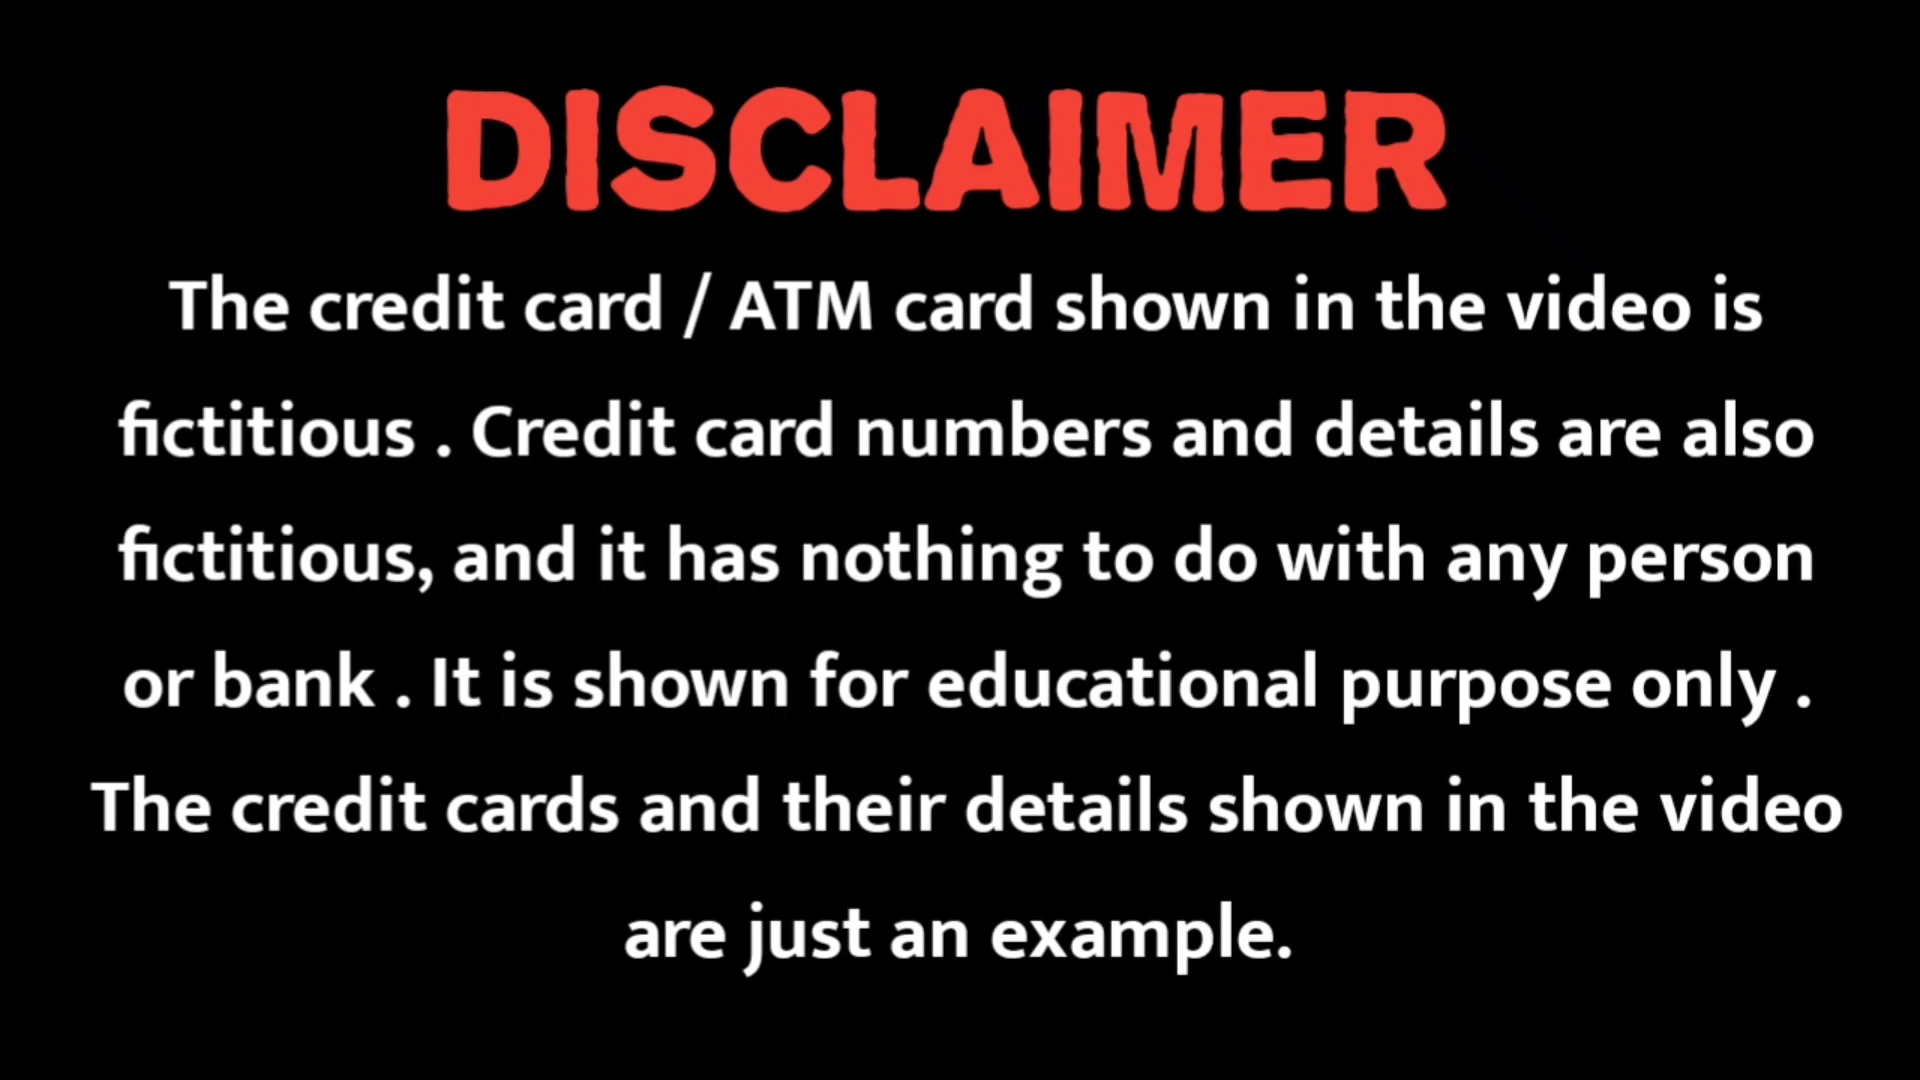 DISCLAIMER
The credit card / ATM card shown in the video is
fictitious . Credit card numbers and details are also
fictitious, and it has nothing to do with any person
or bank . It is shown for educational purpose only .
The credit cards and their details shown in the video
are just an example.